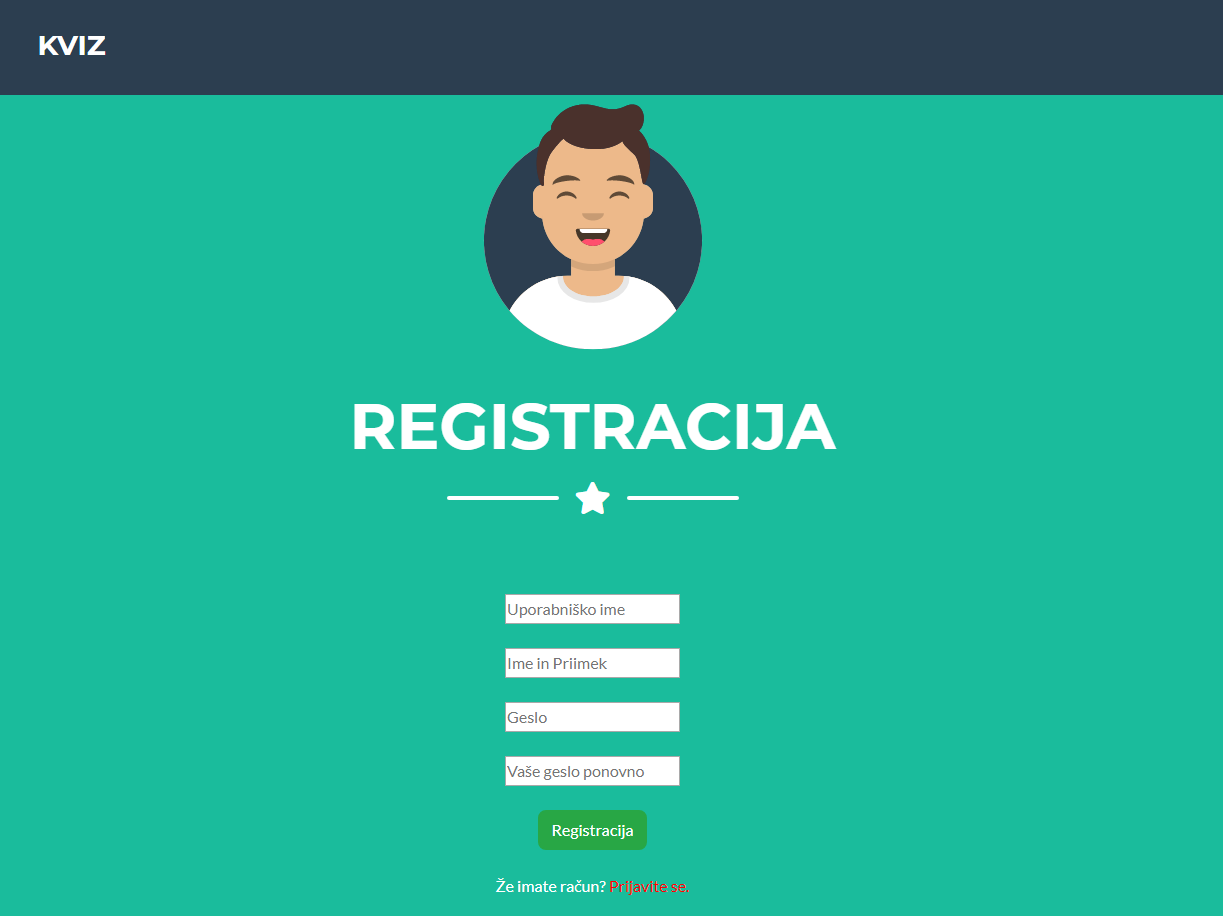 KVIZ
REGISTRACIJA
Uporabniško ime
Ime in Priimek
Geslo
Vaše geslo ponovno
Registracija
Že imate račun? Prijavite se.